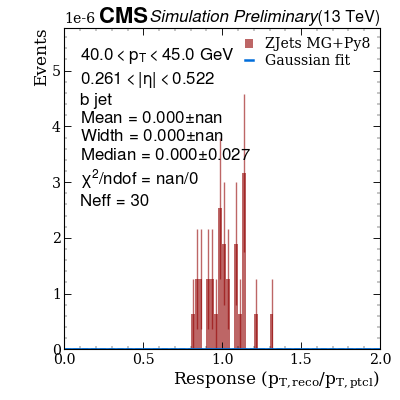 1e-6 CMS Simulation Preliminary (13 TeV)
Events
40.0 < pT < 45.0 GeV
0.261 < |η| < 0.522
b jet
Mean = 0.000±nan
Width = 0.000±nan
Median = 0.000±0.027
χ²/ndof = nan/0
Neff = 30
ZJets MG+Py8
Gaussian fit
5
4
3
2
1
0
0.0 0.5 1.0 1.5 2.0
Response (pT,reco/pT,ptcl)